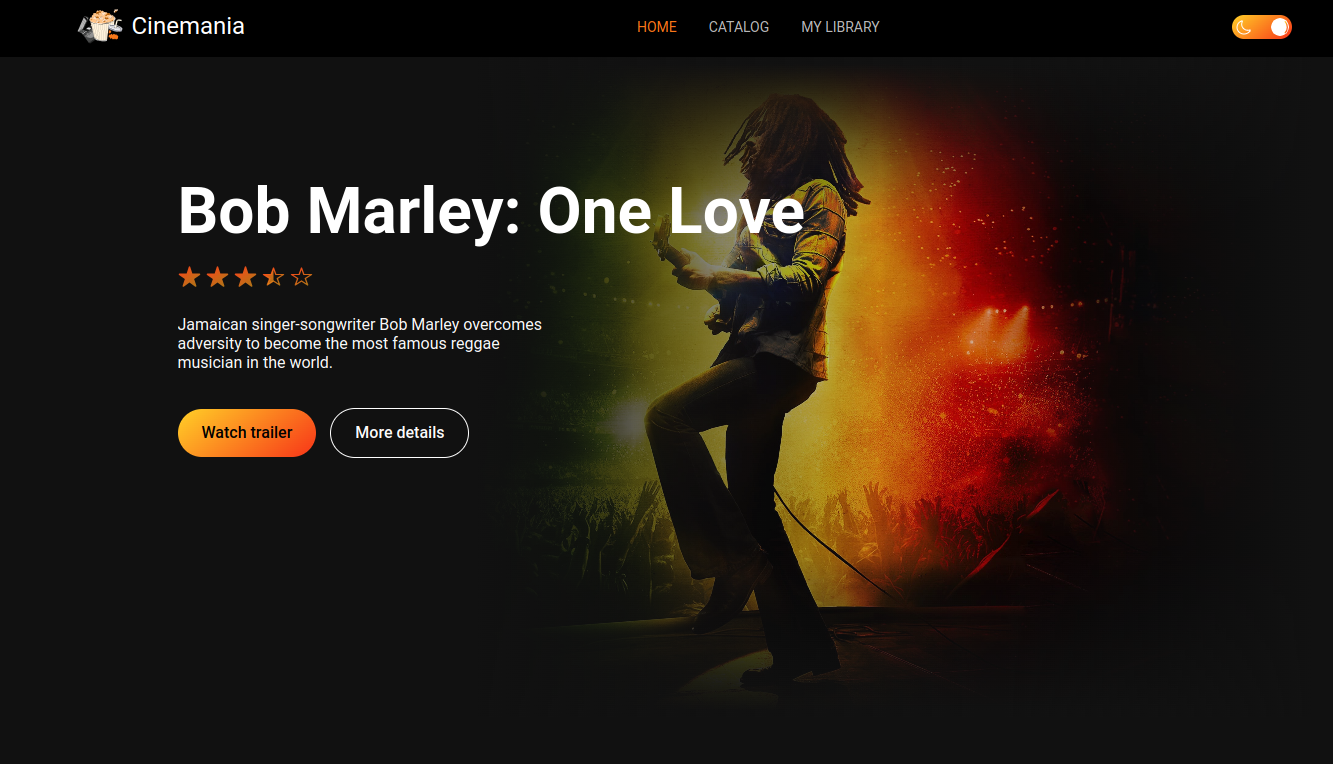 Cinemania
HOME
CATALOG
MY LIBRARY
Bob Marley: One Love
Jamaican singer-songwriter Bob Marley overcomes
adversity to become the most famous reggae
musician in the world.
Watch trailer
More details